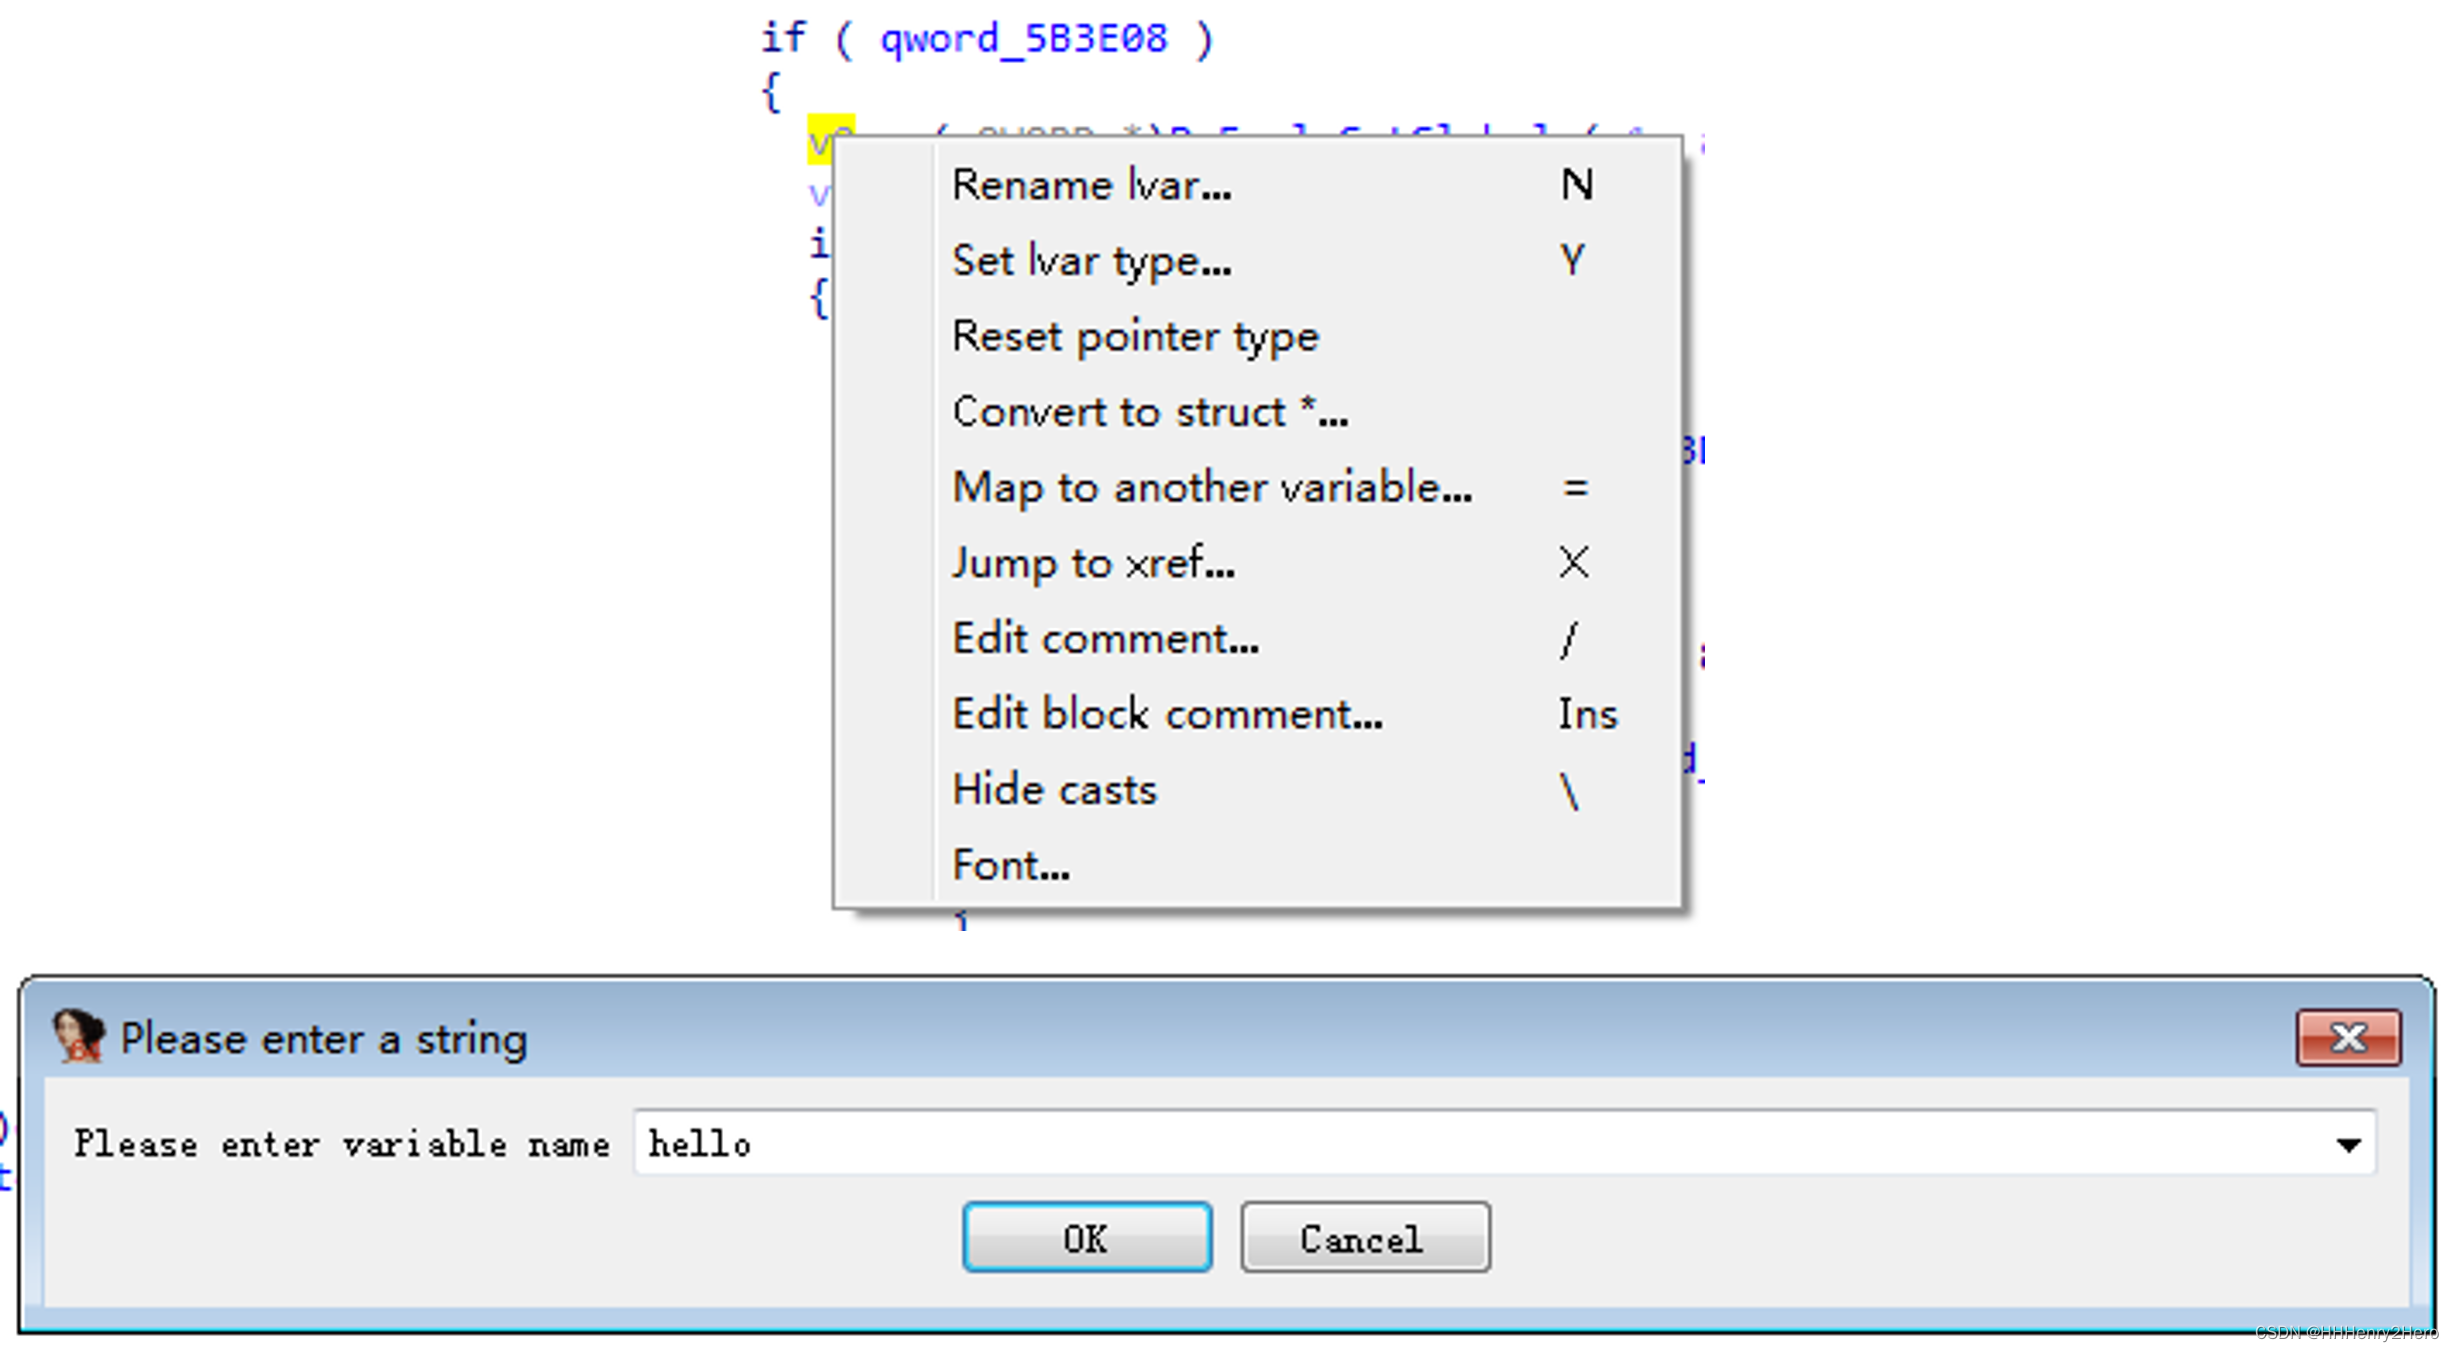 if ( qword_5B3E08 )
{
v
v
i
{
Rename lvar... N
Set lvar type... Y
Reset pointer type
Convert to struct *...
Map to another variable... =
Jump to xref... X
Edit comment... /
Edit block comment... Ins
Hide casts \
Font...
Please enter a string
Please enter variable name hello
OK Cancel
CSDN @HHHenry2Hero